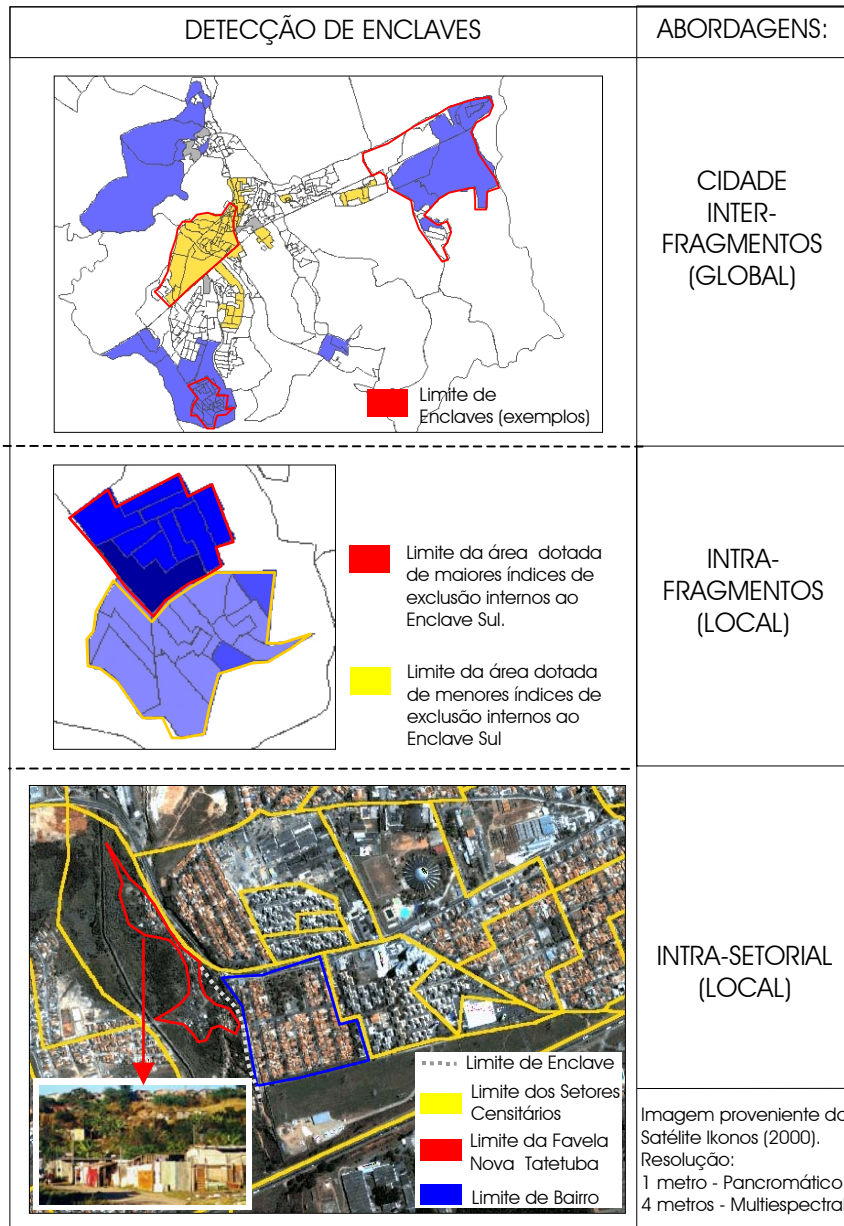 DETECÇÃO DE ENCLAVES
ABORDAGENS:
CIDADE
INTER-
FRAGMENTOS
(GLOBAL)
Limite de
Enclaves (exemplos)
Limite da área dotada
de maiores índices de
exclusão internos ao
Enclave Sul.
Limite da área dotada
de menores índices de
exclusão internos ao
Enclave Sul
INTRA-
FRAGMENTOS
(LOCAL)
INTRA-SETORIAL
(LOCAL)
Limite de Enclave
Limite dos Setores
Censitários
Limite da Favela
Nova Tatetuba
Limite de Bairro
Imagem proveniente do
Satélite Ikonos (2000).
Resolução:
1 metro - Pancromático
4 metros - Multiespectral